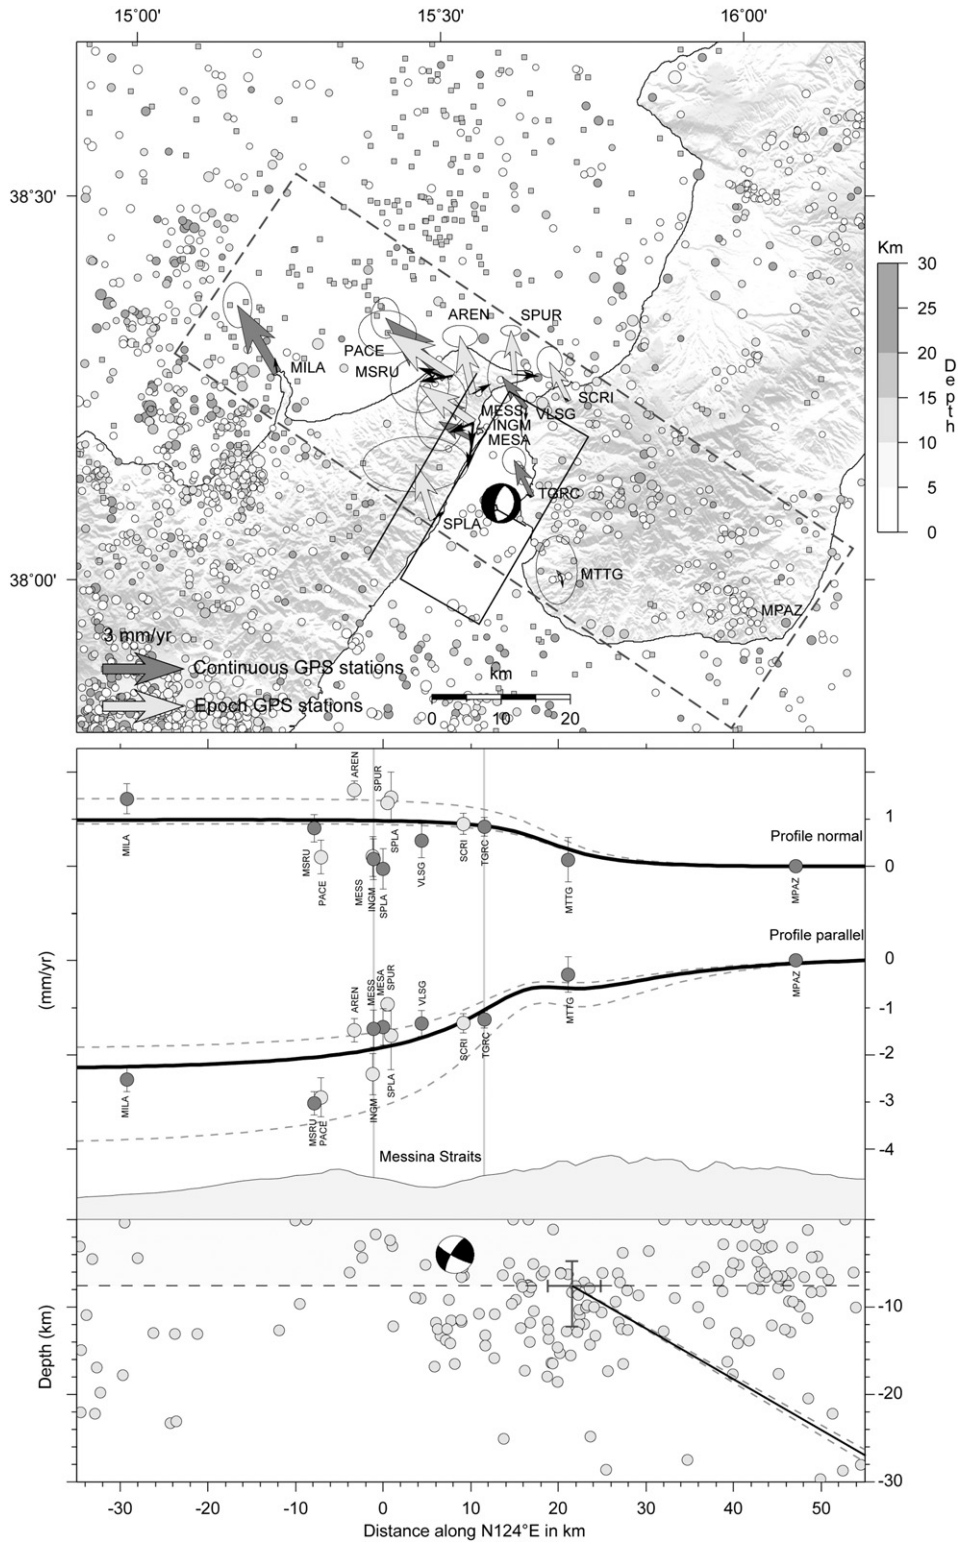 15˚00' 15˚30' 16˚00'
38˚30'
Km
30
25
20
15
10
5
0
Depth
AREN SPUR
PACE
MSRU
MILA
SCRI
MESS VLSG
INGM
MESA
TGRC
SPLA
MTTG
38˚00'
MPAZ
3 mm/yr
Continuous GPS stations
Epoch GPS stations
km
0 10 20
AREN
SPUR
MILA
MSRU
PACE
MESS
INGM
SPLA
SPLA
VLSG
SCRI
TGRC
MTTG
MPAZ
Profile normal
1
0
Profile parallel
(mm/yr)
0
-1
-2
-3
-4
AREN
MESS
MESA
SPUR
VLSG
MILA
MSRU
PACE
INGM
SPLA
SCRI
TGRC
MTTG
MPAZ
Messina Straits
Depth (km)
-10
-20
-30
-30 -20 -10 0 10 20 30 40 50
Distance along N124°E in km